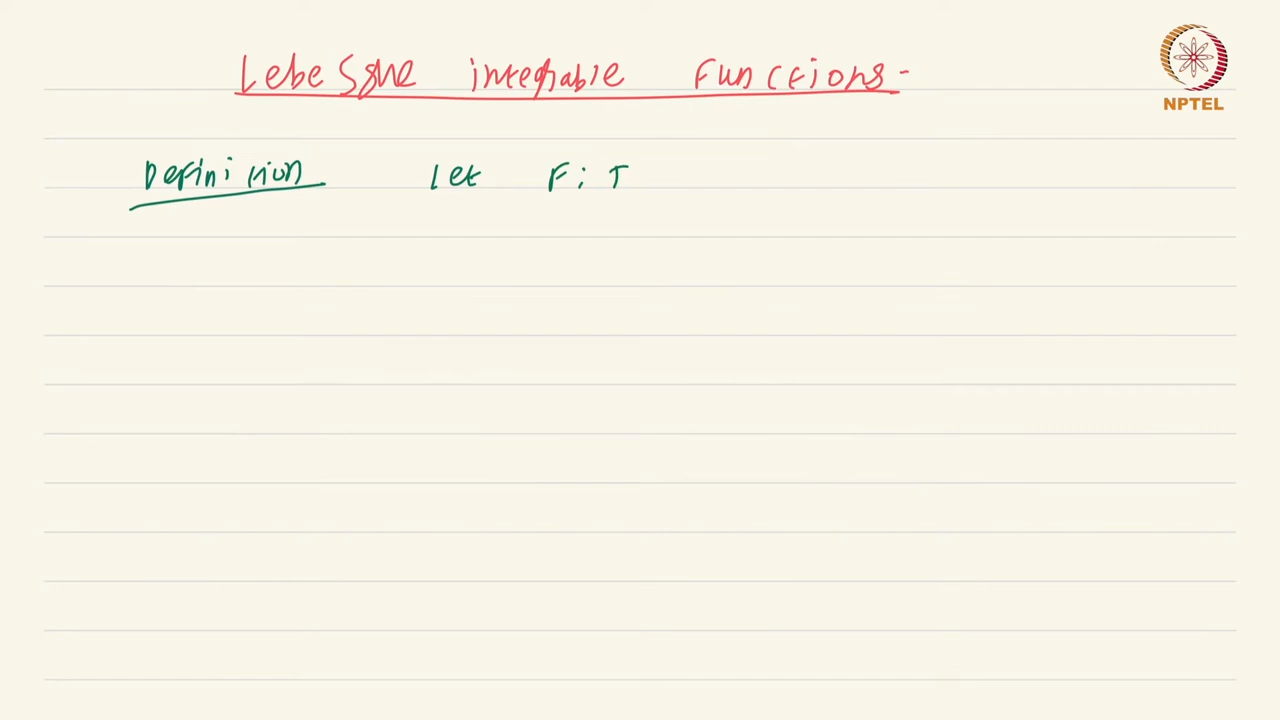 Lebesgue integrable Functions-
NPTEL
Definition Let F : I